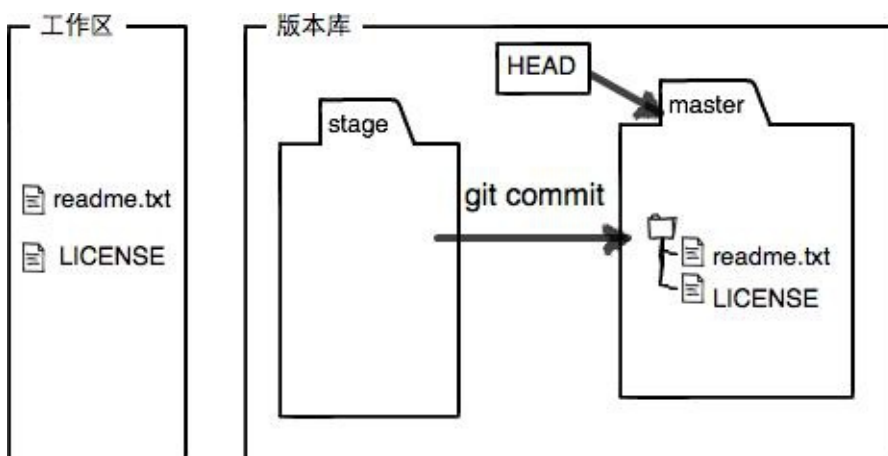 工作区
版本库
HEAD
stage
master
git commit
readme.txt
LICENSE
readme.txt
LICENSE